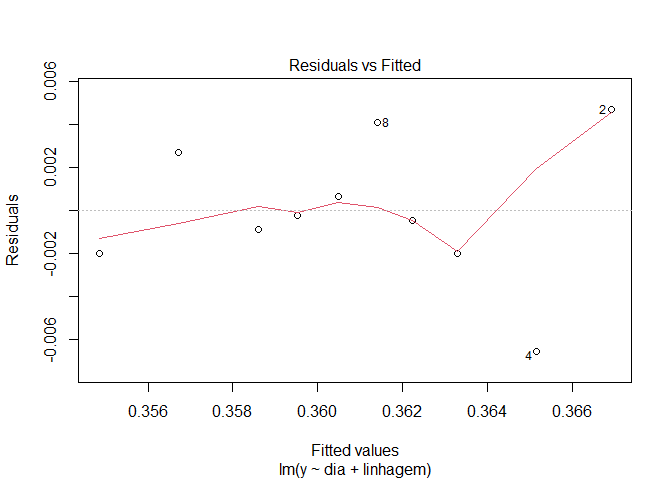 Residuals vs Fitted
Residuals
0.006
0.002
-0.002
-0.006
8
2
4
0.356 0.358 0.360 0.362 0.364 0.366
Fitted values
lm(y ~ dia + linhagem)